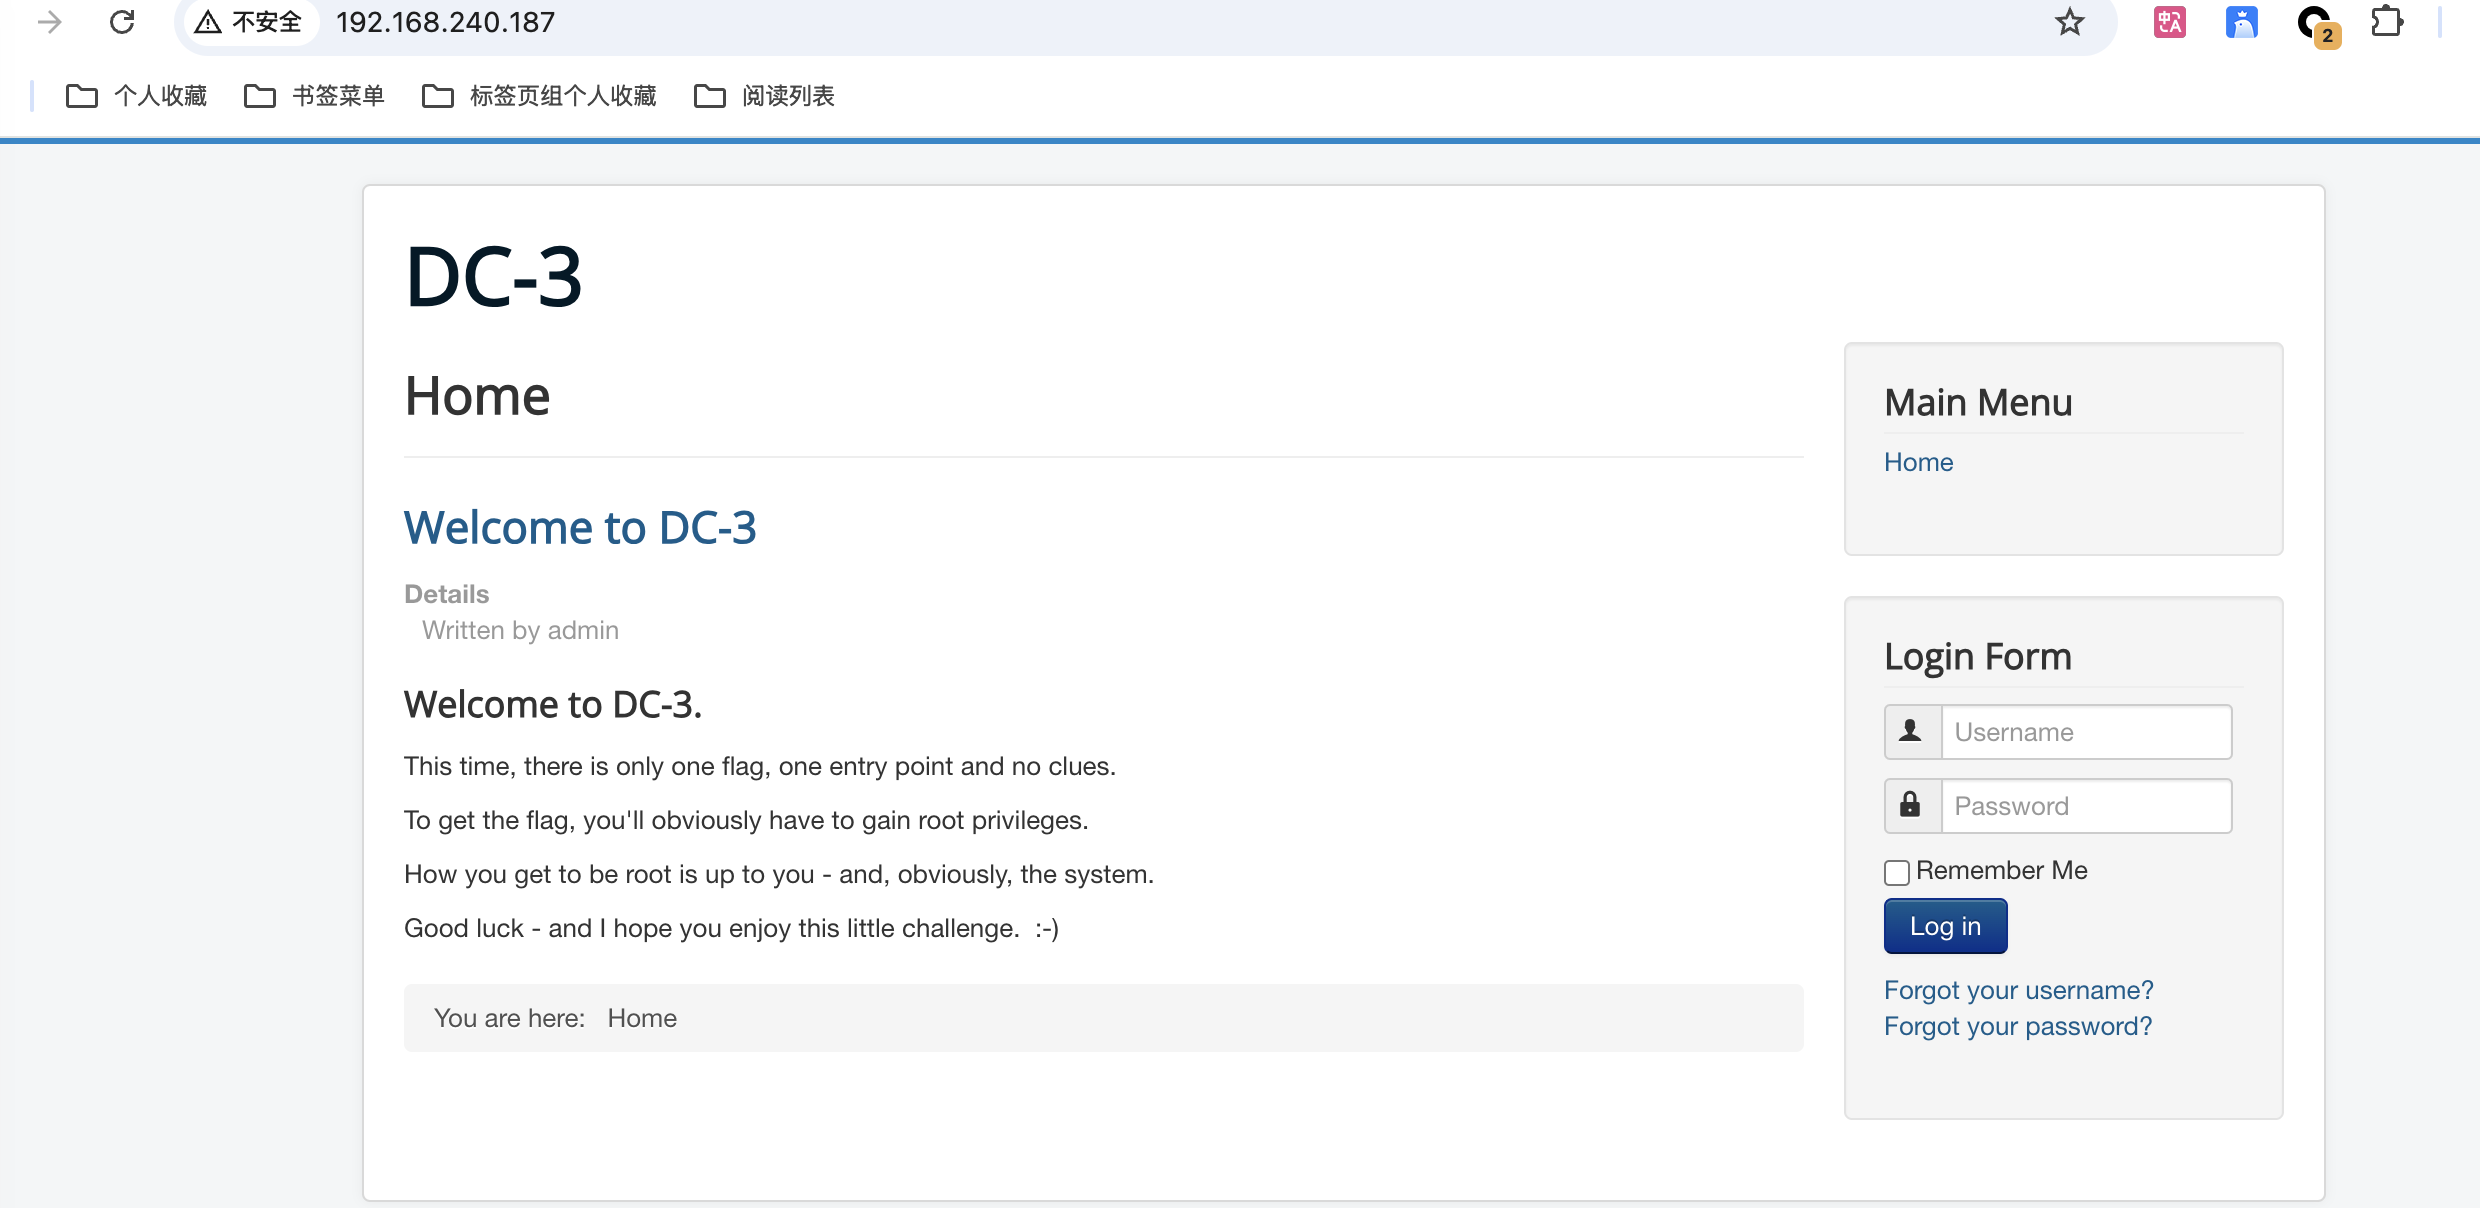 不安全 192.168.240.187
2
个人收藏 书签菜单 标签页组个人收藏 阅读列表
DC-3
Home
Welcome to DC-3
Details
Written by admin
Welcome to DC-3.
This time, there is only one flag, one entry point and no clues.
To get the flag, you'll obviously have to gain root privileges.
How you get to be root is up to you - and, obviously, the system.
Good luck - and I hope you enjoy this little challenge.  :-)
You are here: Home
Main Menu
Home
Login Form
Username
Password
Remember Me
Log in
Forgot your username?
Forgot your password?